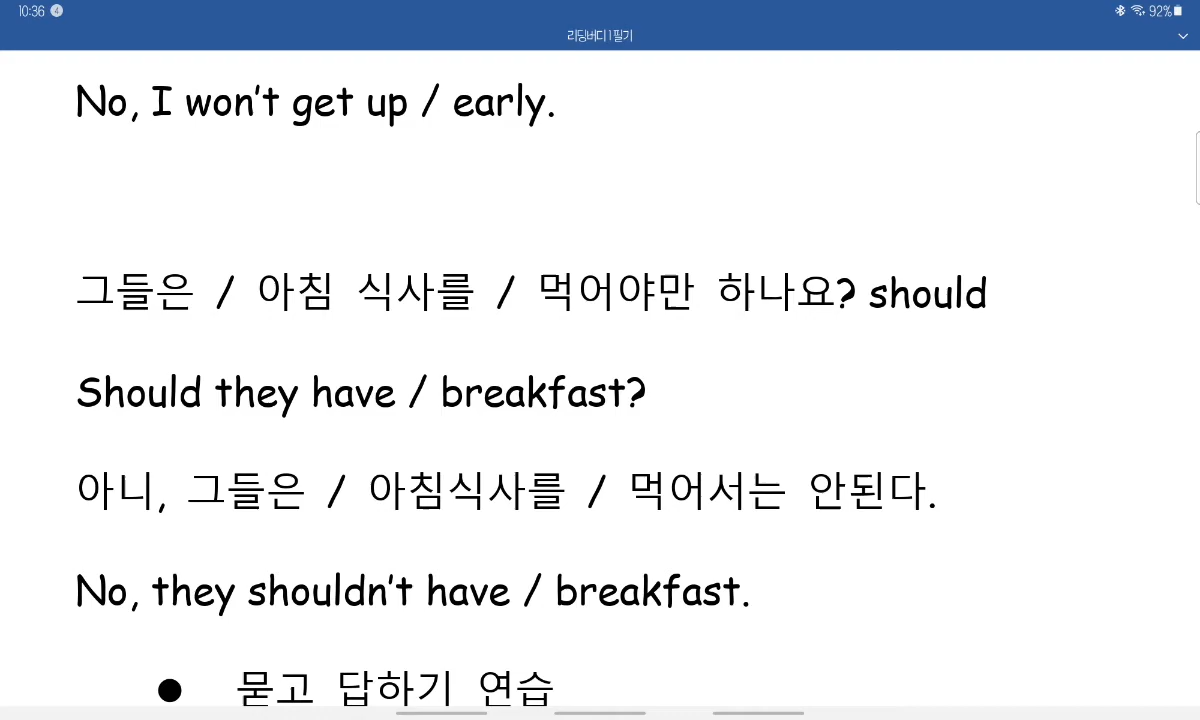 10:36 4 92%
리딩버디1필기
No, I won't get up / early.
그들은 / 아침 식사를 / 먹어야만 하나요? should
Should they have / breakfast?
아니, 그들은 / 아침식사를 / 먹어서는 안된다.
No, they shouldn't have / breakfast.
● 묻고 답하기 연습